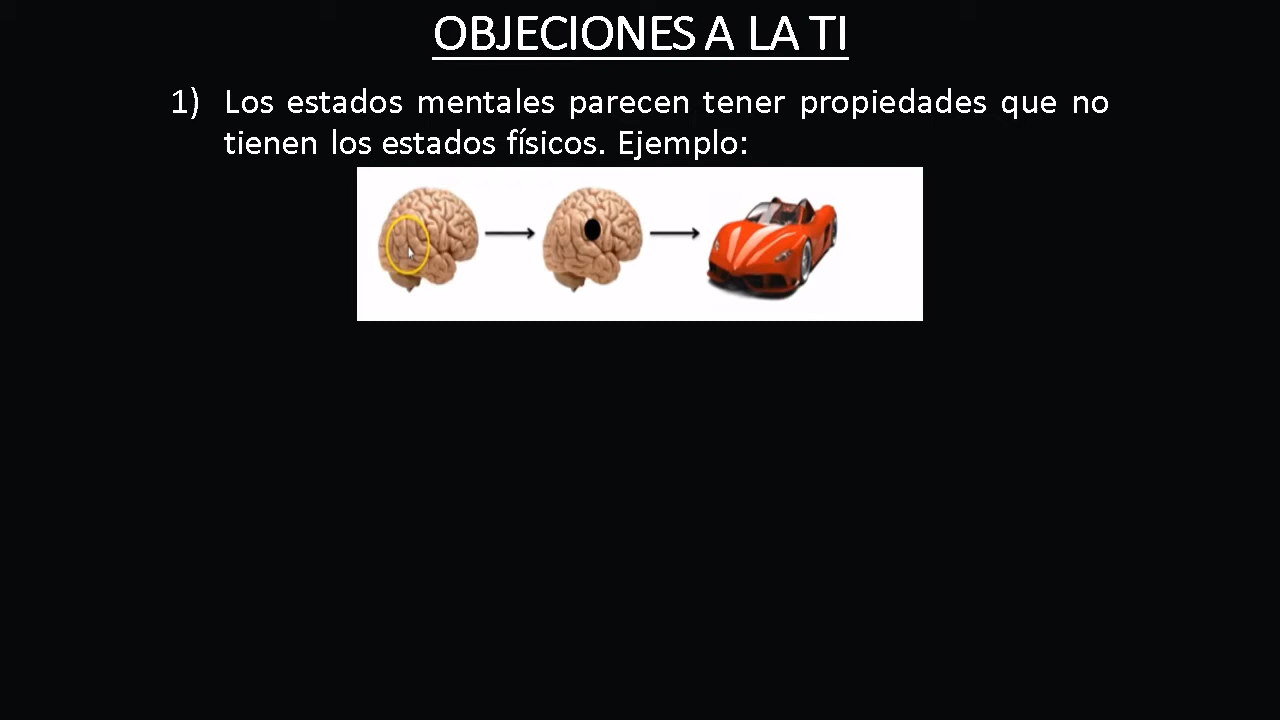 OBJECIONES A LA TI
1) Los estados mentales parecen tener propiedades que no
tienen los estados físicos. Ejemplo: